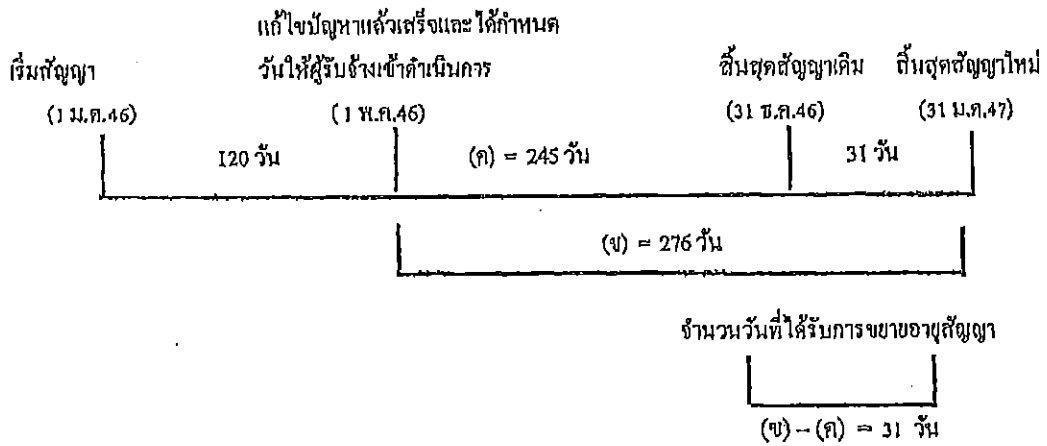 แก้ไขปัญหาแล้วเสร็จและได้กำหนด
เริ่มสัญญา วันให้ผู้รับจ้างเข้าดำเนินการ สิ้นสุดสัญญาเดิม สิ้นสุดสัญญาใหม่
(1 ม.ค.46) (1 พ.ค.46) (31 ธ.ค.46) (31 ม.ค.47)
120 วัน (ค) = 245 วัน 31 วัน
(ข) = 276 วัน
จำนวนวันที่ได้รับการขยายอายุสัญญา
(ข) – (ค) = 31 วัน